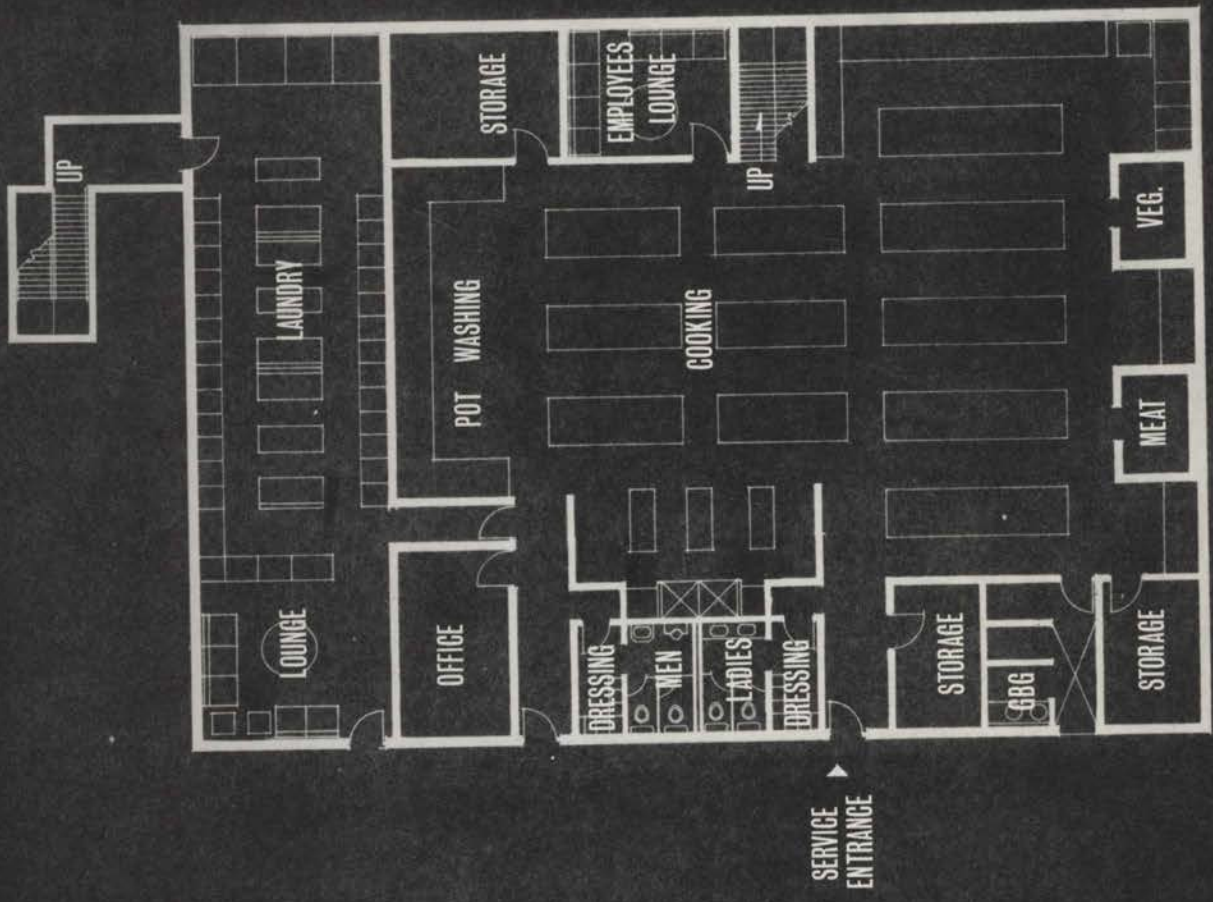 UP
LAUNDRY
LOUNGE
STORAGE
EMPLOYEES
LOUNGE
UP
POT WASHING
COOKING
OFFICE
DRESSING
MEN
LADIES
DRESSING
STORAGE
GBG
STORAGE
MEAT
VEG.
SERVICE
ENTRANCE